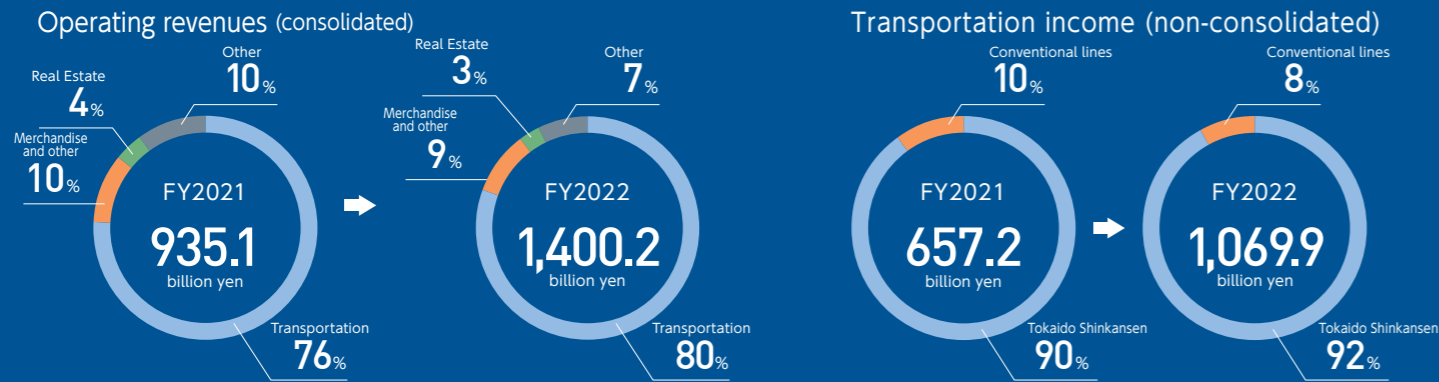 Operating revenues (consolidated)
Real Estate
4%
Merchandise
and other
10%
Other
10%
FY2021
935.1
billion yen
Transportation
76%
Real Estate
3%
Merchandise
and other
9%
Other
7%
FY2022
1,400.2
billion yen
Transportation
80%
Transportation income (non-consolidated)
Conventional lines
10%
FY2021
657.2
billion yen
Tokaido Shinkansen
90%
Conventional lines
8%
FY2022
1,069.9
billion yen
Tokaido Shinkansen
92%